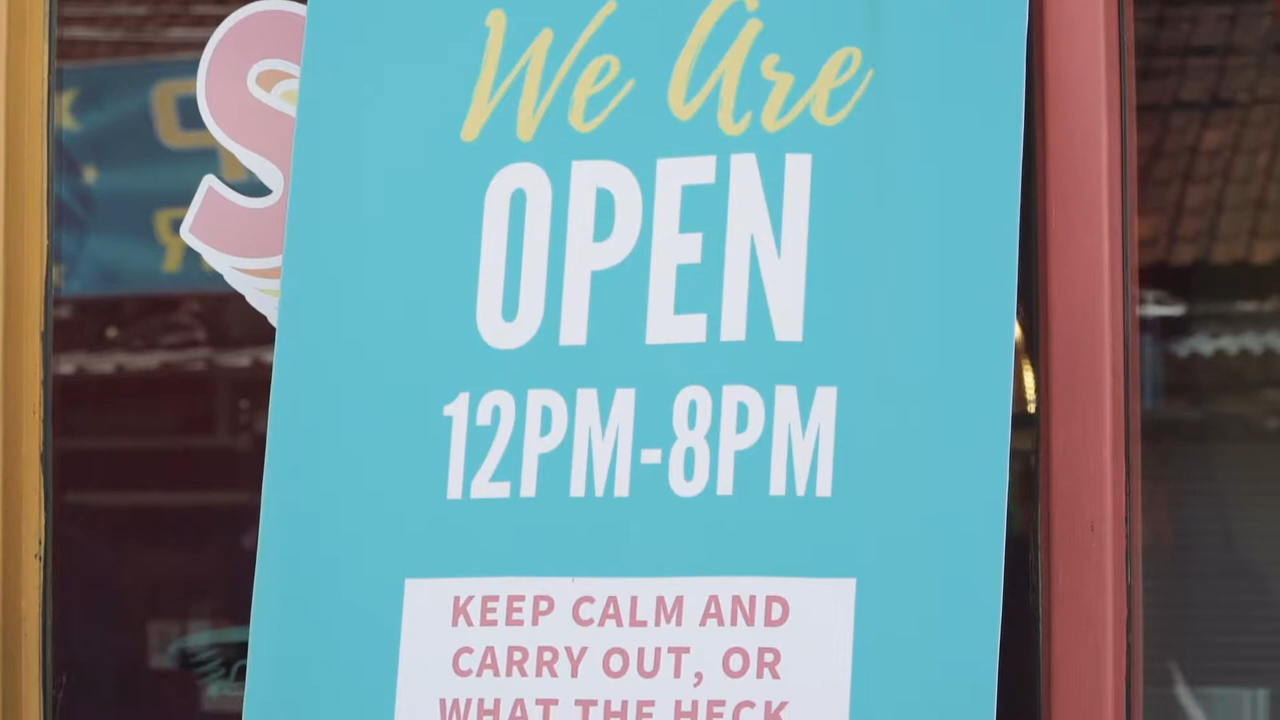 We Are
OPEN
12PM-8PM
KEEP CALM AND
CARRY OUT, OR
WHAT THE HECK
S